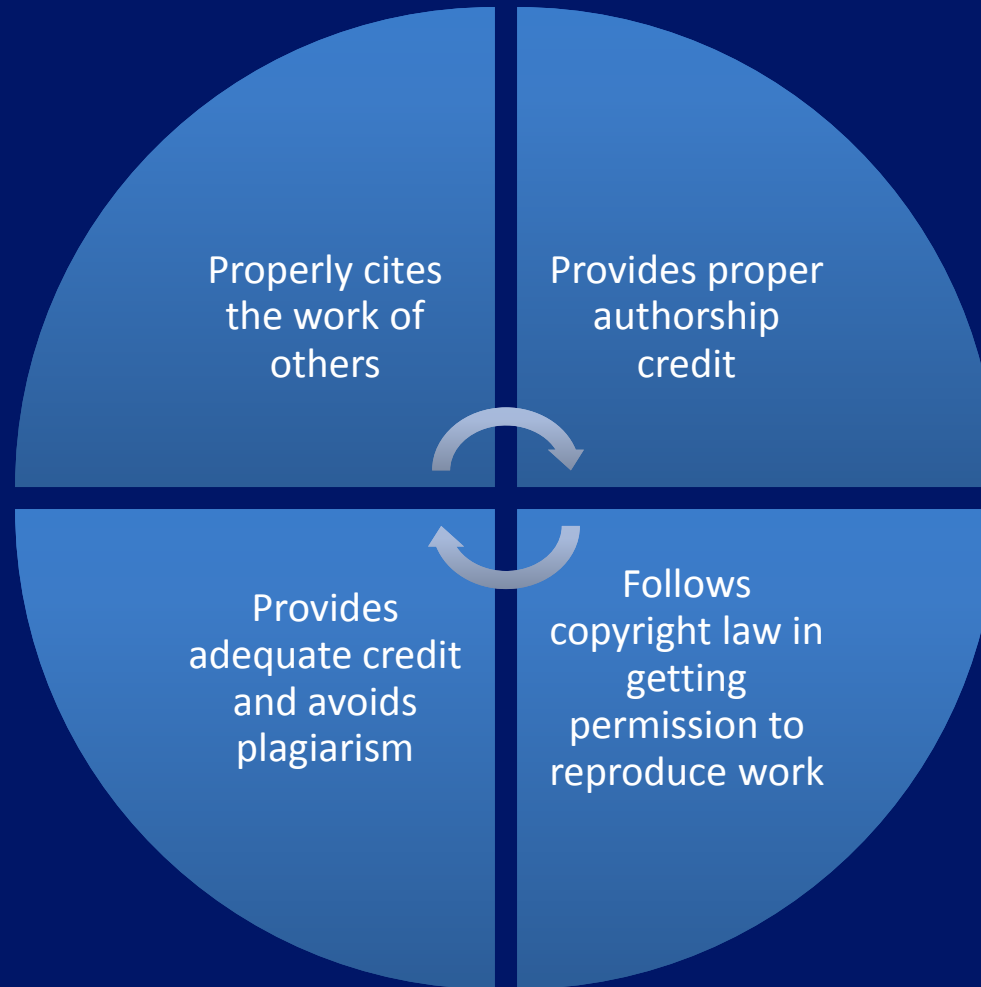 Properly cites
the work of
others
Provides proper
authorship
credit
Provides
adequate credit
and avoids
plagiarism
Follows
copyright law in
getting
permission to
reproduce work